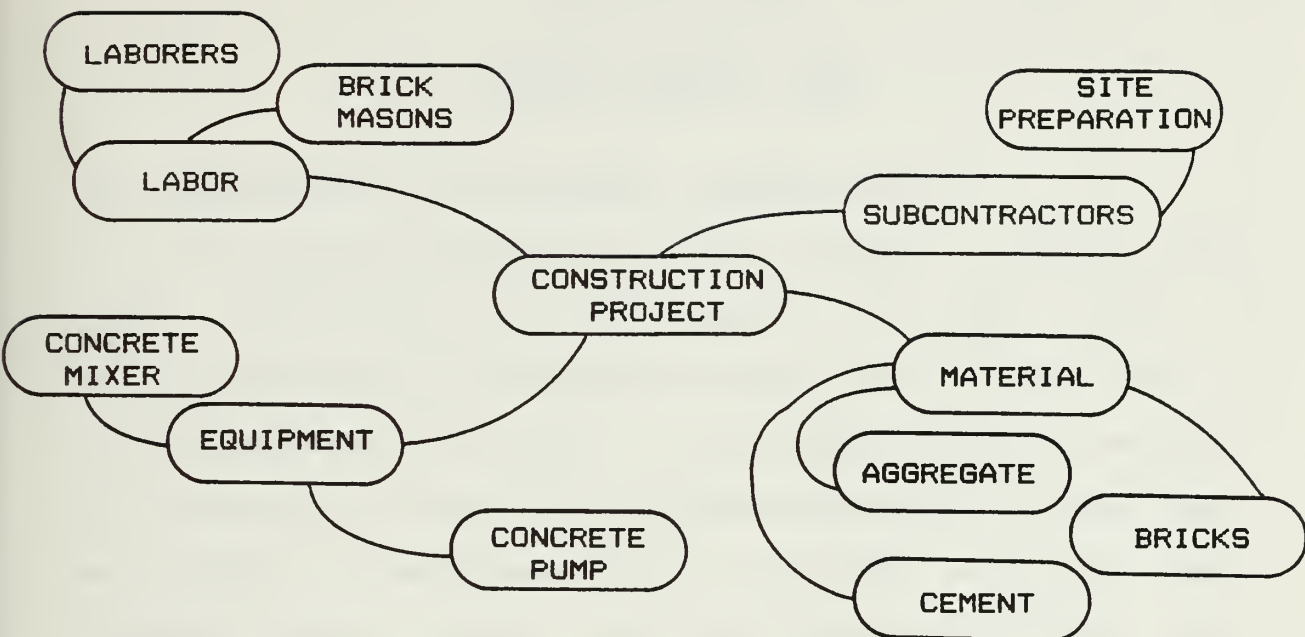 LABORERS
BRICK
MASONS
LABOR
SITE
PREPARATION
SUBCONTRACTORS
CONSTRUCTION
PROJECT
CONCRETE
MIXER
EQUIPMENT
CONCRETE
PUMP
MATERIAL
AGGREGATE
BRICKS
CEMENT